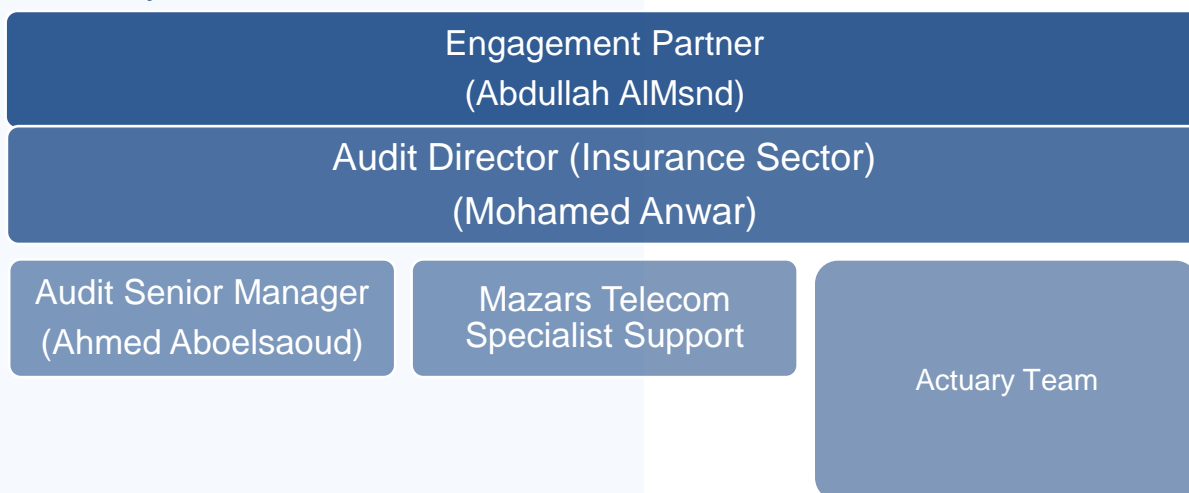 Engagement Partner
(Abdullah AlMsnd)
Audit Director (Insurance Sector)
(Mohamed Anwar)
Audit Senior Manager
(Ahmed Aboelsaoud)
Mazars Telecom
Specialist Support
Actuary Team